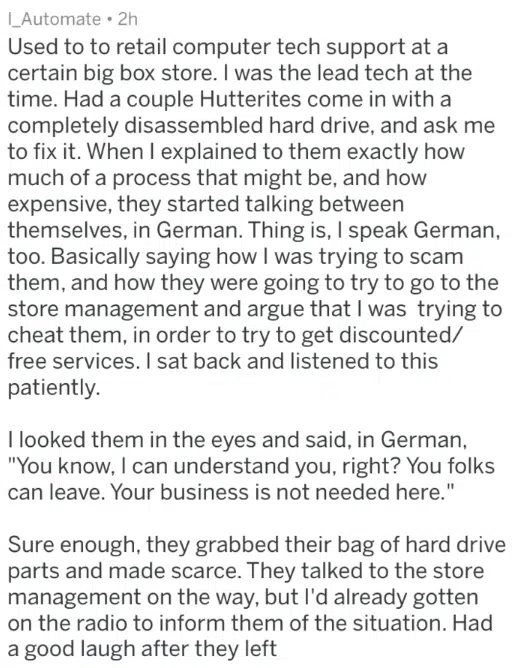 I_Automate • 2h
Used to to retail computer tech support at a
certain big box store. I was the lead tech at the
time. Had a couple Hutterites come in with a
completely disassembled hard drive, and ask me
to fix it. When I explained to them exactly how
much of a process that might be, and how
expensive, they started talking between
themselves, in German. Thing is, I speak German,
too. Basically saying how I was trying to scam
them, and how they were going to try to go to the
store management and argue that I was  trying to
cheat them, in order to try to get discounted/
free services. I sat back and listened to this
patiently.
I looked them in the eyes and said, in German,
"You know, I can understand you, right? You folks
can leave. Your business is not needed here."
Sure enough, they grabbed their bag of hard drive
parts and made scarce. They talked to the store
management on the way, but I'd already gotten
on the radio to inform them of the situation. Had
a good laugh after they left